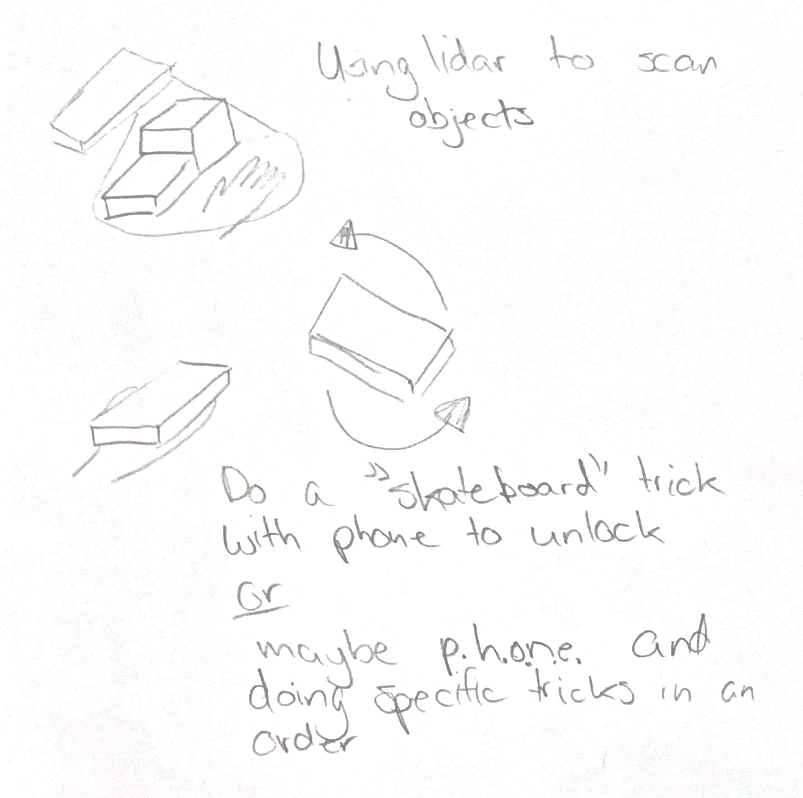 Using lidar to scan
objects
Do a "skateboard" trick
with phone to unlock
or
maybe p.h.o.n.e. and
doing specific tricks in an
order